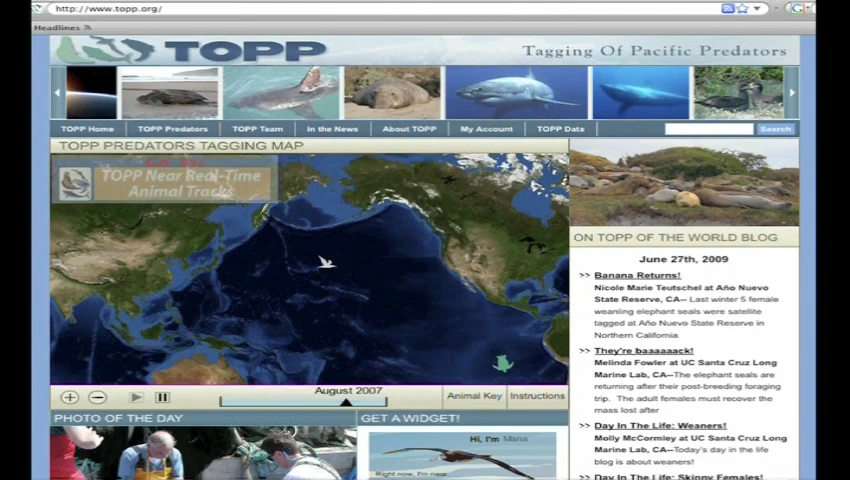 http://www.topp.org/
Headlines
TOPP
Tagging Of Pacific Predators
TOPP Home
TOPP Predators
TOPP Team
In the News
About TOPP
My Account
TOPP Data
Search
TOPP PREDATORS TAGGING MAP
TOPP Near Real-Time
Animal Tracks
August 2007
Animal Key
Instructions
PHOTO OF THE DAY
GET A WIDGET!
Hi, I'm Mana
Right now, I'm near
ON TOPP OF THE WORLD BLOG
June 27th, 2009
>> Banana Returns!
Nicole Marie Teutschel at Año Nuevo
State Reserve, CA-- Last winter 5 female
weanling elephant seals were satellite
tagged at Año Nuevo State Reserve in
Northern California.
>> They're baaaaaack!
Melinda Fowler at UC Santa Cruz Long
Marine Lab, CA--The elephant seals are
returning after their post-breeding foraging
trip. The adult females must recover the
mass lost after
>> Day In The Life: Weaners!
Molly McCormley at UC Santa Cruz Long
Marine Lab, CA--Today's day in the life
blog is about weaners!
>> Day In The Life: Skinny Females!